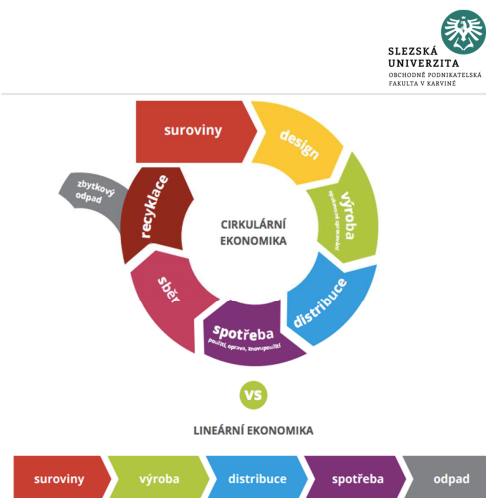 SLEZSKÁ
UNIVERZITA
OBCHODNĚ PODNIKATELSKÁ
FAKULTA V KARVINÉ
suroviny
design
výroba
distribuce
spotřeba
použití, oprava, znovupoužití
sběr
recyklace
zbytkový
odpad
CIRKULÁRNÍ
EKONOMIKA
VS
LINEÁRNÍ EKONOMIKA
suroviny
výroba
distribuce
spotřeba
odpad